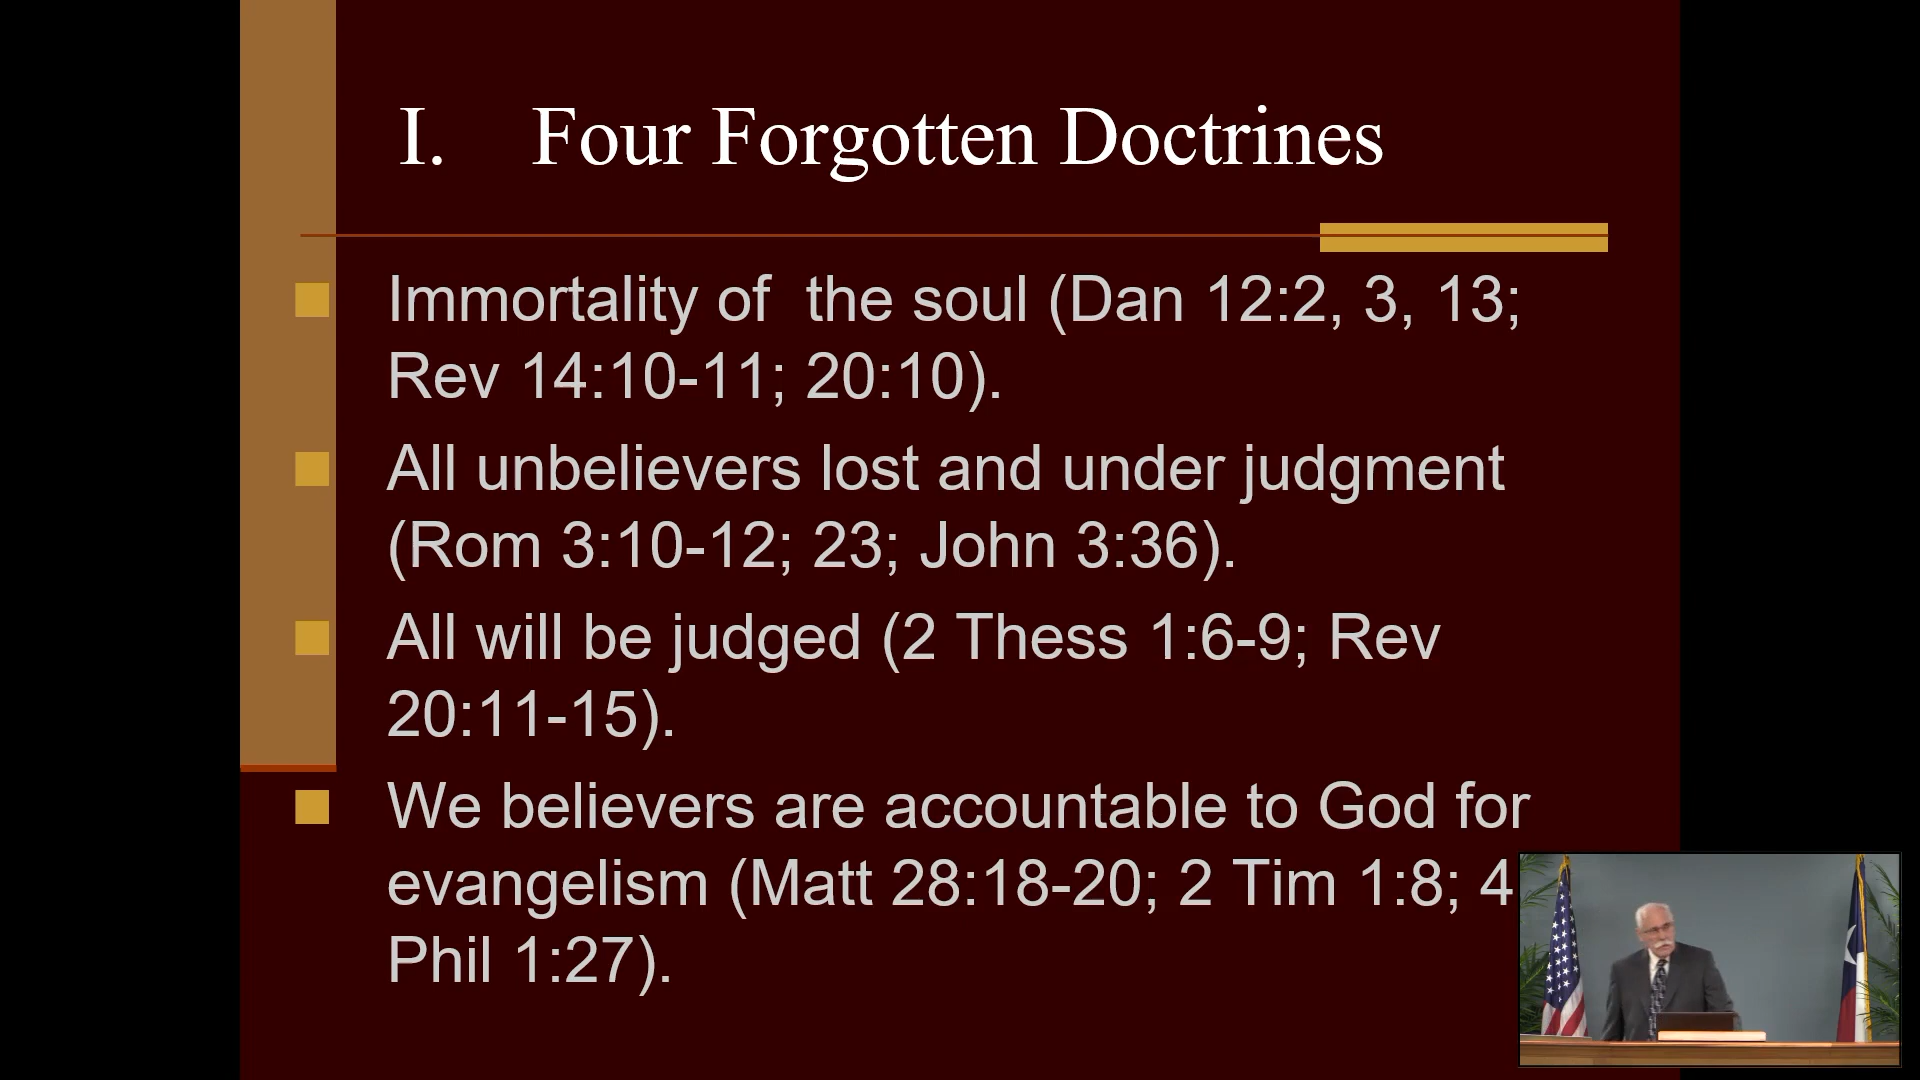 I. Four Forgotten Doctrines
Immortality of  the soul (Dan 12:2, 3, 13;
Rev 14:10-11; 20:10).
All unbelievers lost and under judgment
(Rom 3:10-12; 23; John 3:36).
All will be judged (2 Thess 1:6-9; Rev
20:11-15).
We believers are accountable to God for
evangelism (Matt 28:18-20; 2 Tim 1:8; 4
Phil 1:27).